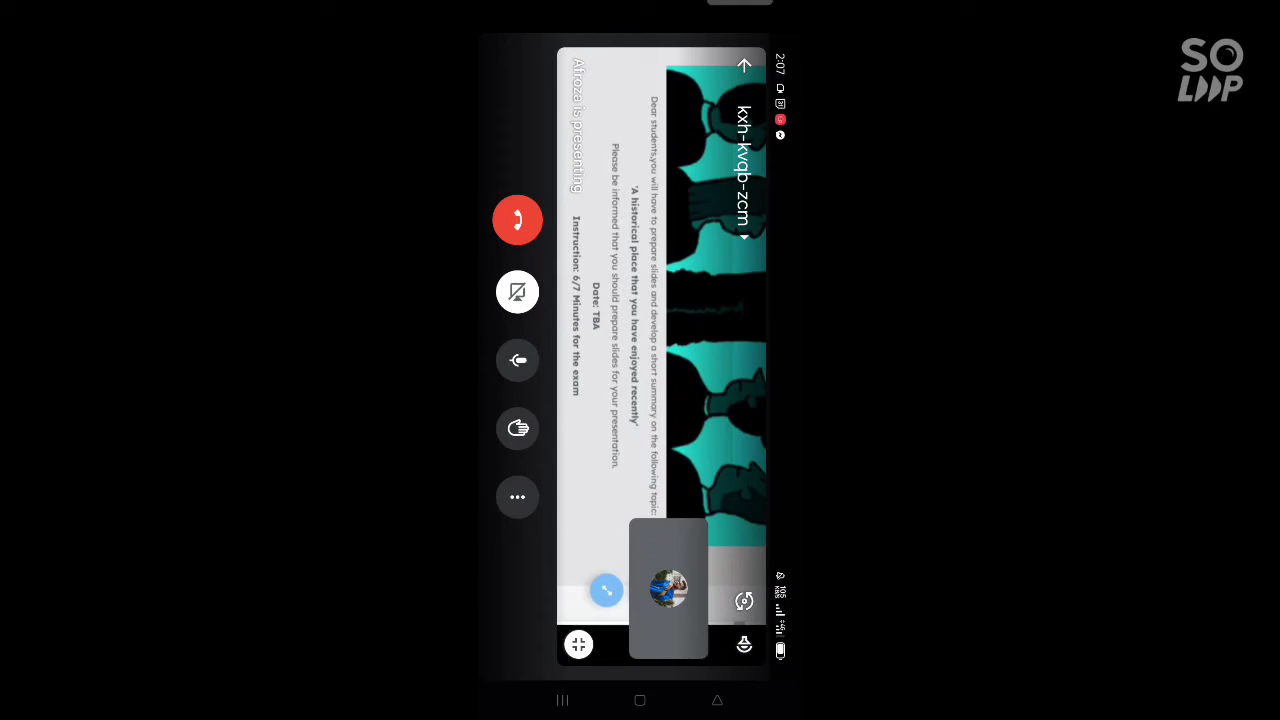 2:07
31
kxh-kvqb-zcm
Dear students,you will have to prepare slides and develop a short summary on the following topic:
'A historical place that you have enjoyed recently'
Please be informed that you should prepare slides for your presentation.
Date: TBA
Afroze is presenting
Instruction: 6/7 Minutes for the exam
SO
LOOP